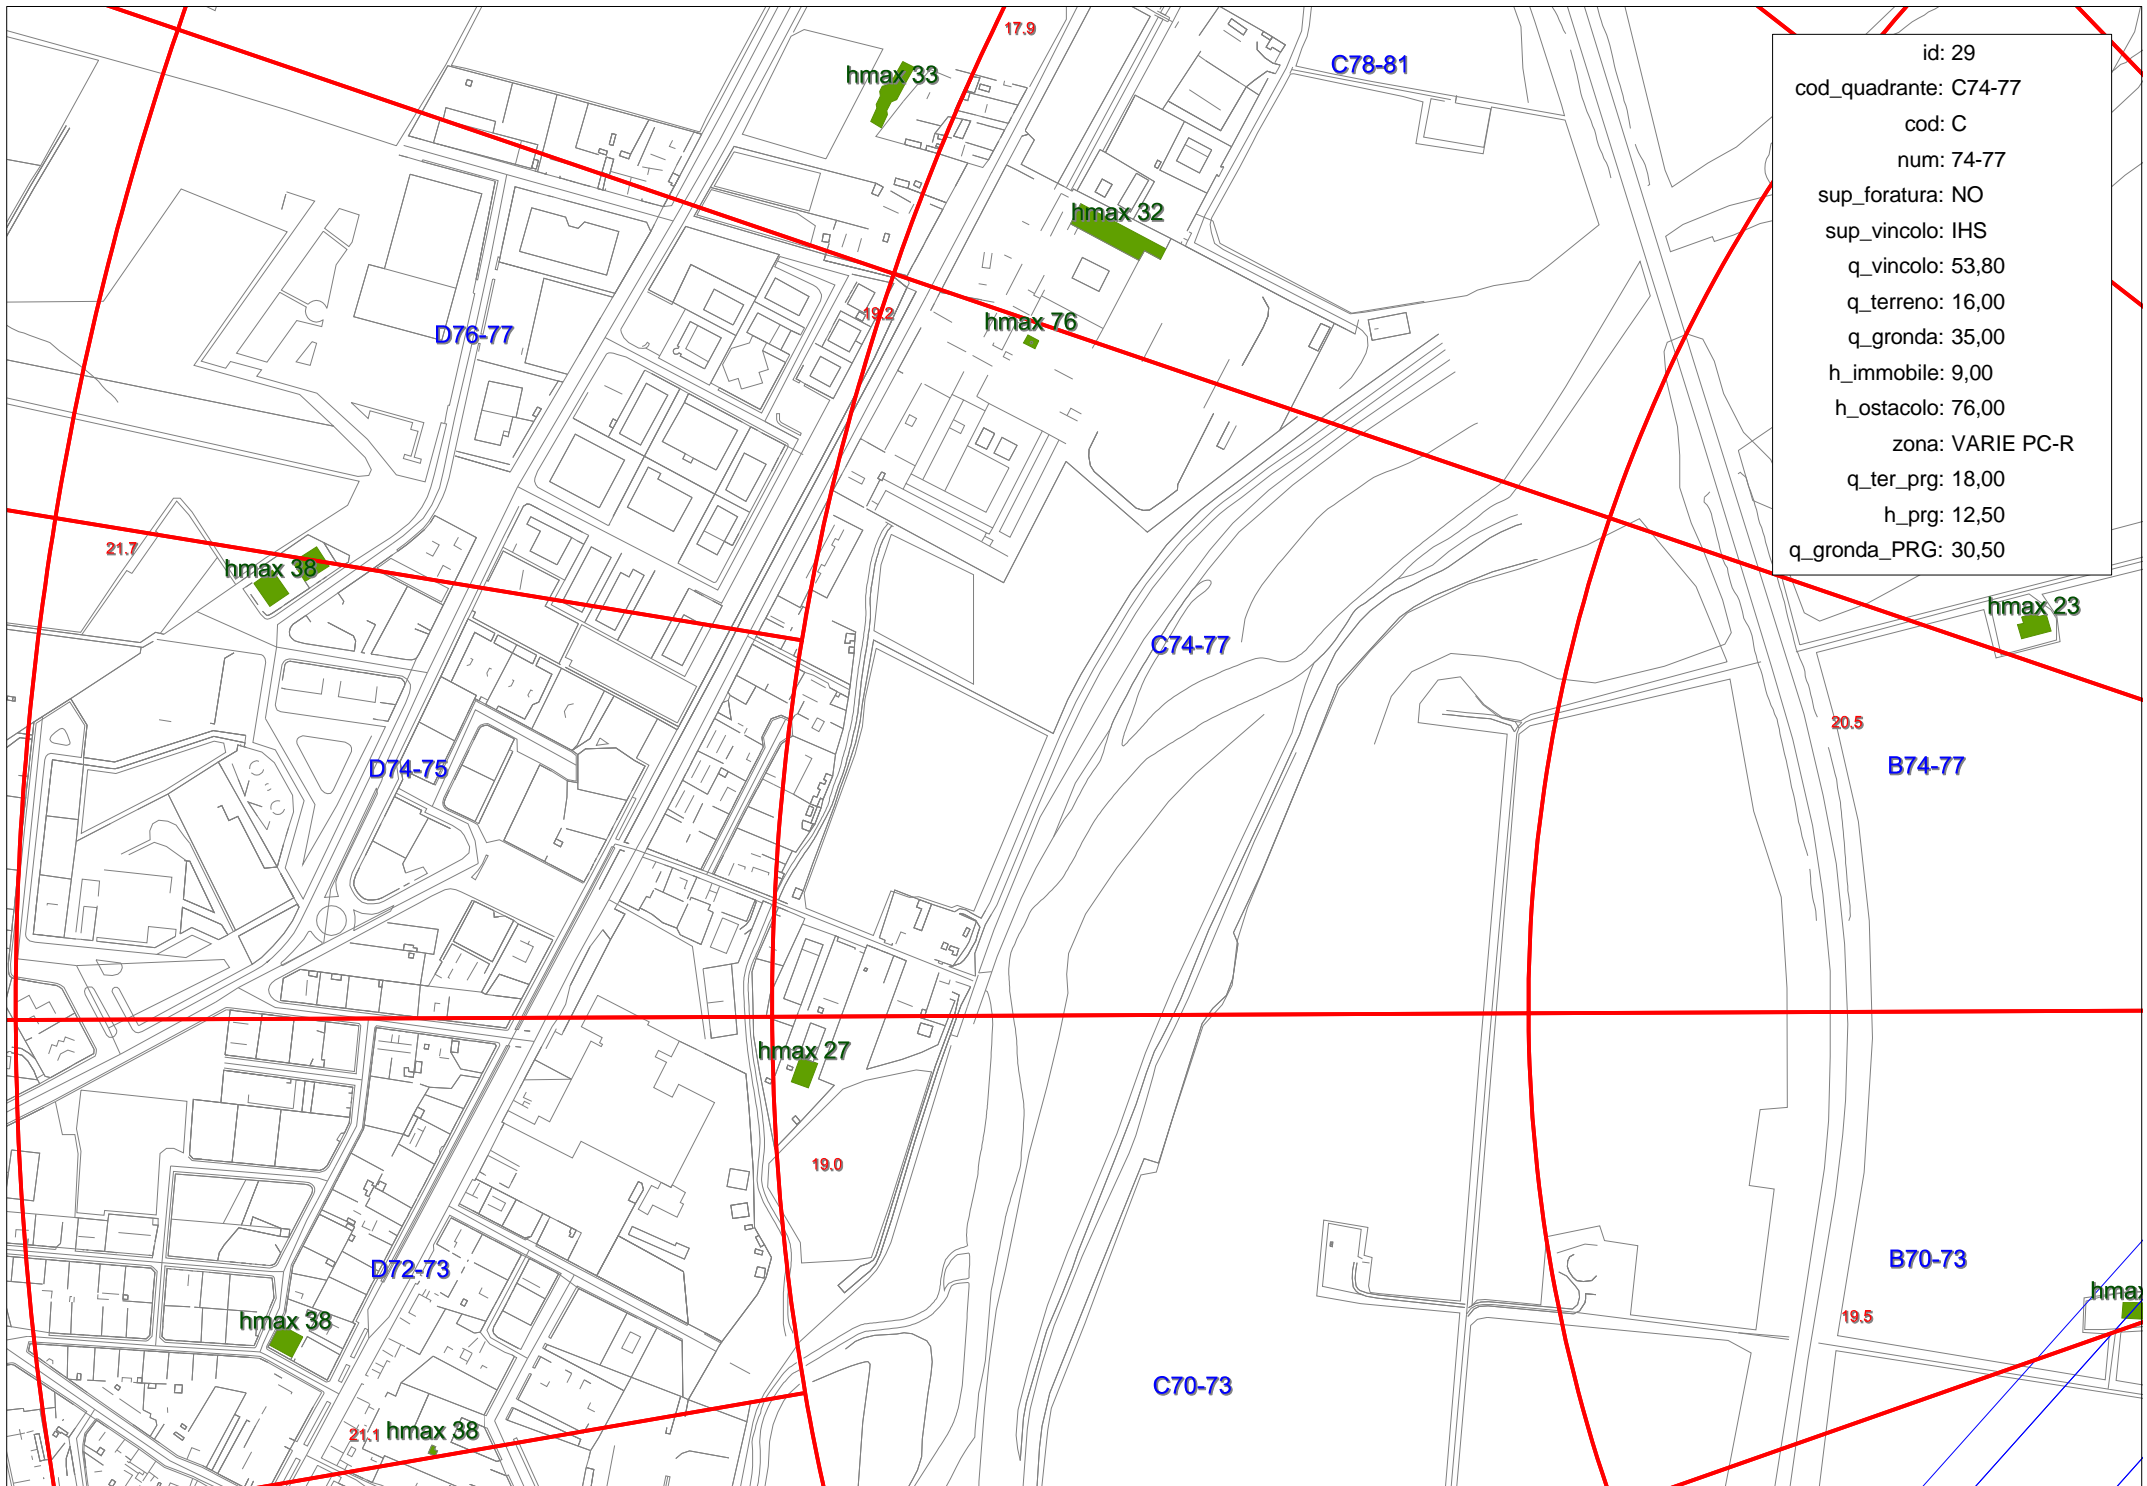 17.9
C78-81
hmax 33
id: 29
cod_quadrante: C74-77
cod: C
num: 74-77
sup_foratura: NO
sup_vincolo: IHS
q_vincolo: 53,80
q_terreno: 16,00
q_gronda: 35,00
h_immobile: 9,00
h_ostacolo: 76,00
zona: VARIE PC-R
q_ter_prg: 18,00
h_prg: 12,50
q_gronda_PRG: 30,50
hmax 32
19.2
hmax 76
D76-77
21.7
hmax 38
hmax 23
C74-77
20.5
D74-75
B74-77
hmax 27
19.0
D72-73
B70-73
hmax
hmax 38
19.5
C70-73
21.1
hmax 38